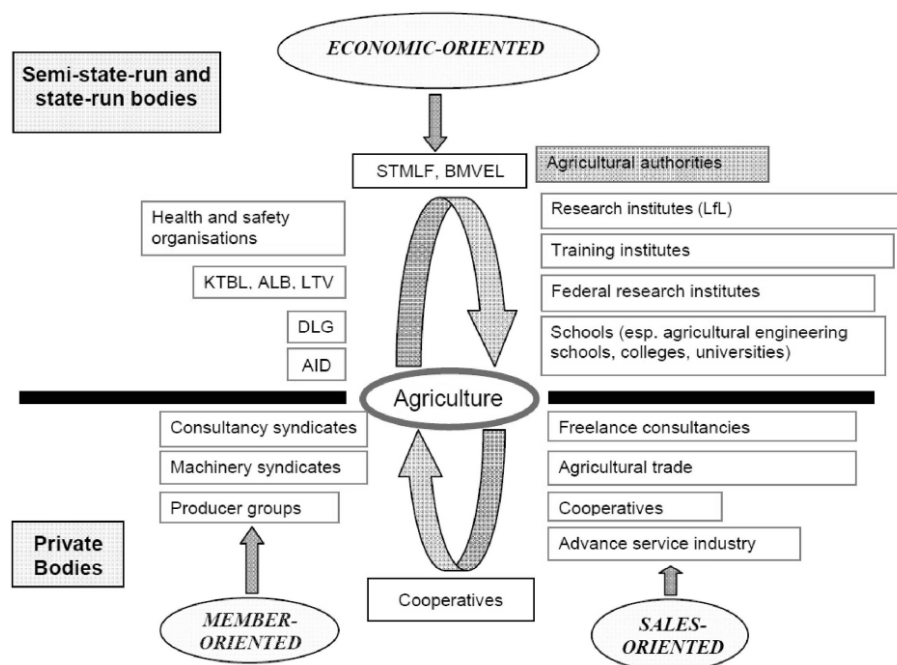 ECONOMIC-ORIENTED
Semi-state-run and
state-run bodies
STMLF, BMVEL
Agricultural authorities
Health and safety
organisations
KTBL, ALB, LTV
DLG
AID
Research institutes (LfL)
Training institutes
Federal research institutes
Schools (esp. agricultural engineering
schools, colleges, universities)
Agriculture
Consultancy syndicates
Machinery syndicates
Producer groups
Freelance consultancies
Agricultural trade
Cooperatives
Advance service industry
Private
Bodies
Cooperatives
MEMBER-
ORIENTED
SALES-
ORIENTED